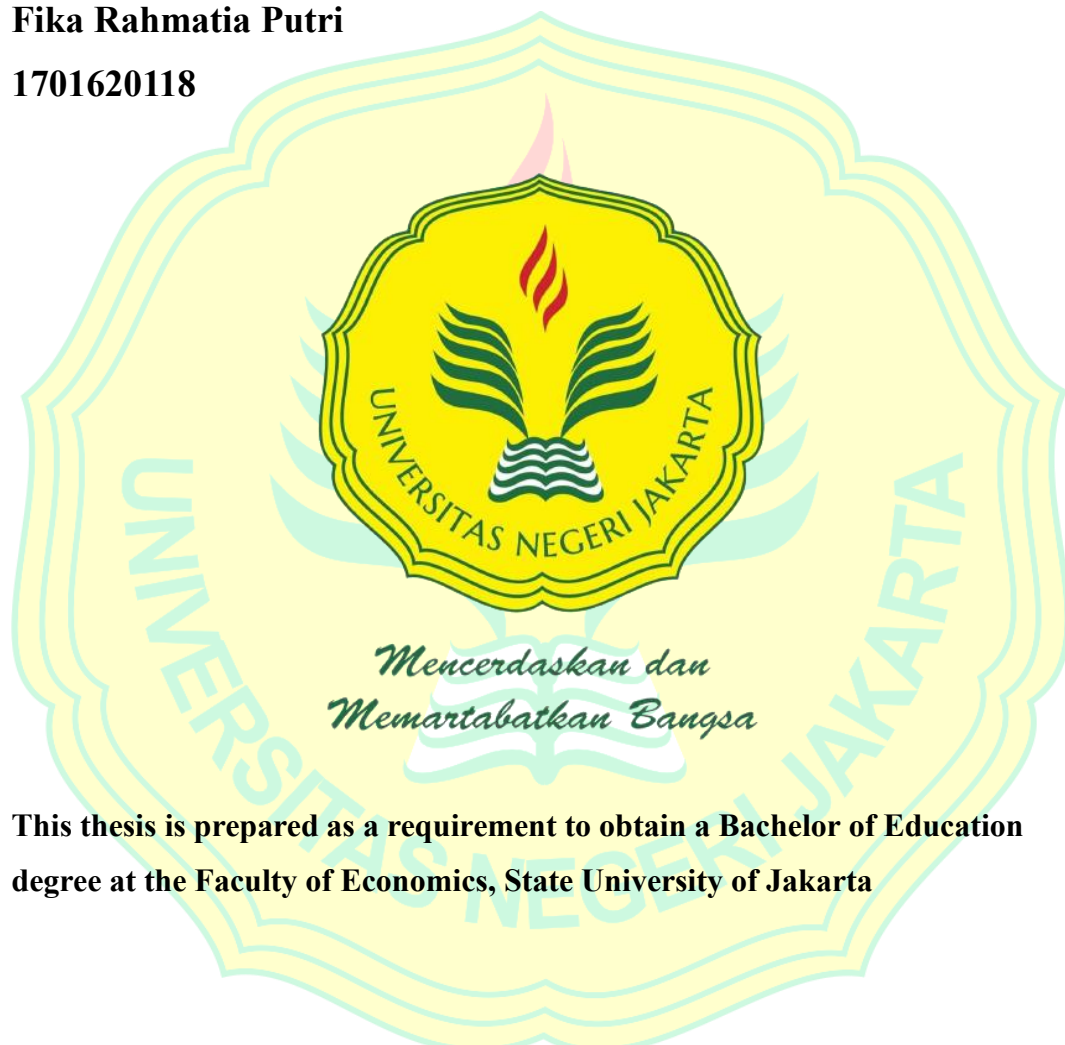 Fika Rahmatia Putri
1701620118
UNIVERSITAS NEGERI JAKARTA
UNIVERSITAS NEGERI JAKARTA
Mencerdaskan dan
Memartabatkan Bangsa
This thesis is prepared as a requirement to obtain a Bachelor of Education
degree at the Faculty of Economics, State University of Jakarta